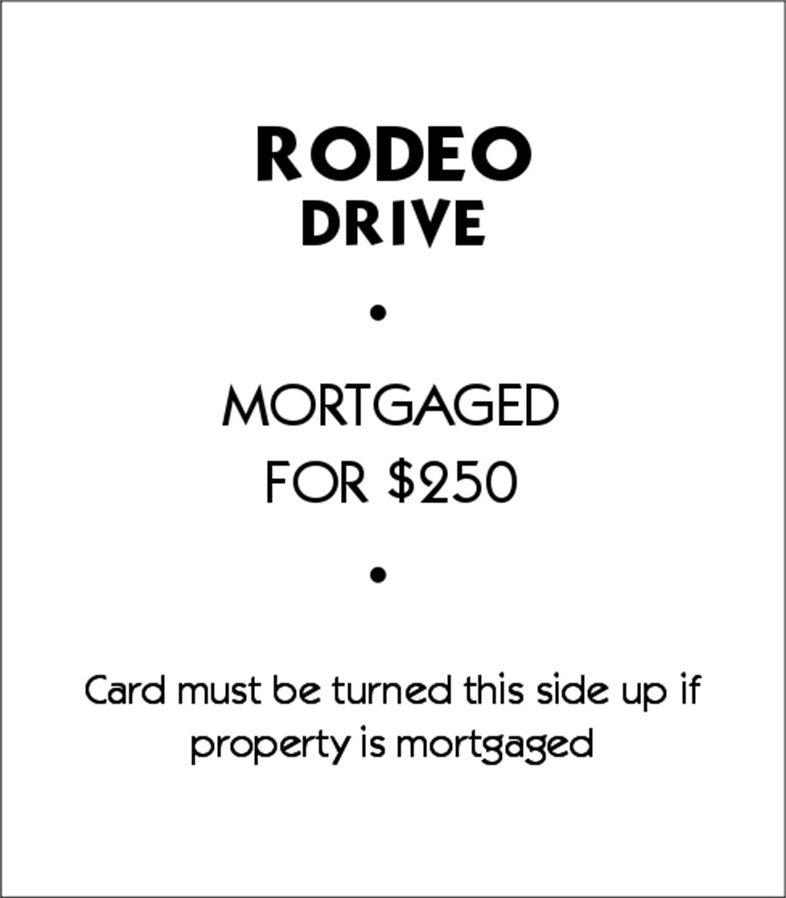 RODEO
DRIVE
•
MORTGAGED
FOR $250
•
Card must be turned this side up if
property is mortgaged